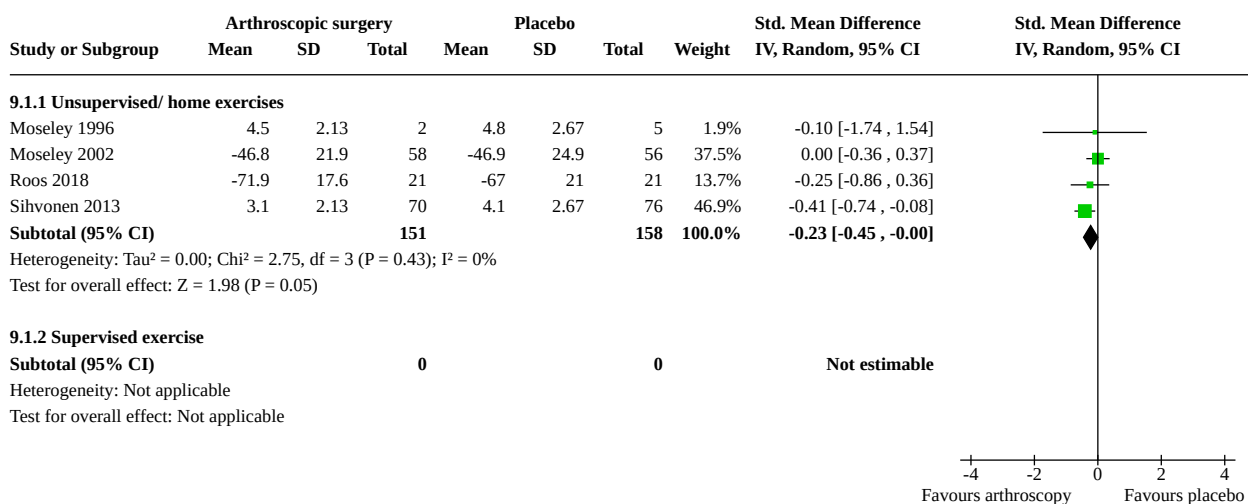 Arthroscopic surgery Placebo Std. Mean Difference Std. Mean Difference
Study or Subgroup Mean SD Total Mean SD Total Weight IV, Random, 95% CI IV, Random, 95% CI
9.1.1 Unsupervised/ home exercises
Moseley 1996 4.5 2.13 2 4.8 2.67 5 1.9% -0.10 [-1.74 , 1.54]
Moseley 2002 -46.8 21.9 58 -46.9 24.9 56 37.5% 0.00 [-0.36 , 0.37]
Roos 2018 -71.9 17.6 21 -67 21 21 13.7% -0.25 [-0.86 , 0.36]
Sihvonen 2013 3.1 2.13 70 4.1 2.67 76 46.9% -0.41 [-0.74 , -0.08]
Subtotal (95% CI) 151 158 100.0% -0.23 [-0.45 , -0.00]
Heterogeneity: Tau² = 0.00; Chi² = 2.75, df = 3 (P = 0.43); I² = 0%
Test for overall effect: Z = 1.98 (P = 0.05)
9.1.2 Supervised exercise
Subtotal (95% CI) 0 0 Not estimable
Heterogeneity: Not applicable
Test for overall effect: Not applicable
-4 -2 0 2 4
Favours arthroscopy Favours placebo